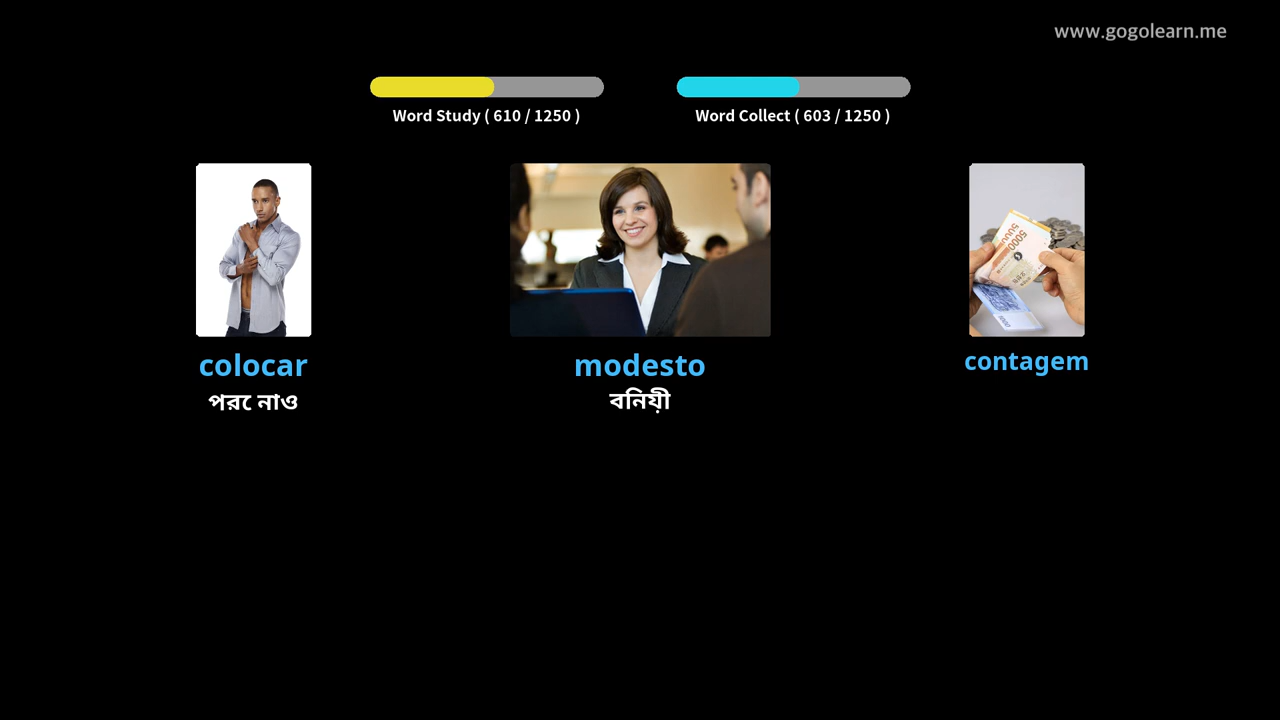 www.gogolearn.me
Word Study ( 610 / 1250 )
Word Collect ( 603 / 1250 )
colocar
modesto
contagem
পরে নাও
বিনয়ী